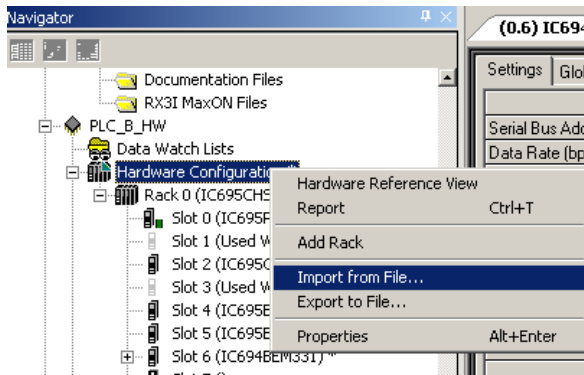 Navigator
(0.6) IC694
Settings Glo
Documentation Files
RX3I MaxON Files
PLC_B_HW
Serial Bus Add
Data Watch Lists
Data Rate (bp
Hardware Configuration
Hardware Reference View
Rack 0 (IC695CHS
Report Ctrl+T
Slot 0 (IC695P
Slot 1 (Used W
Add Rack
Slot 2 (IC695C
Import from File...
Slot 3 (Used W
Export to File...
Slot 4 (IC695E
Slot 5 (IC695E
Properties Alt+Enter
Slot 6 (IC694BEM331) *